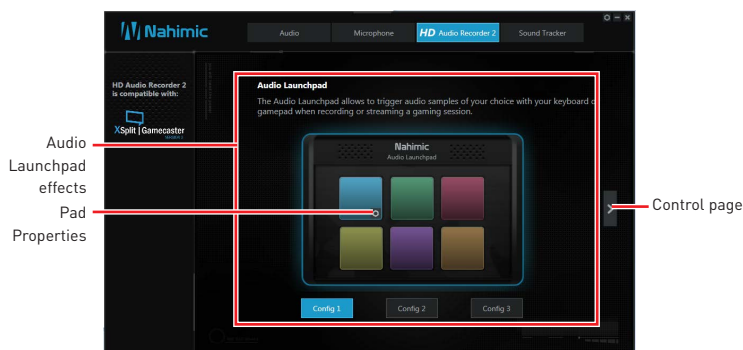 Nahimic
Audio
Microphone
HD Audio Recorder 2
Sound Tracker
HD Audio Recorder 2
is compatible with:
XSplit | Gamecaster
Audio Launchpad
The Audio Launchpad allows to trigger audio samples of your choice with your keyboard
gamepad when recording or streaming a gaming session.
Nahimic
Audio Launchpad
Audio
Launchpad
effects
Pad
Properties
Control page
Config 1
Config 2
Config 3